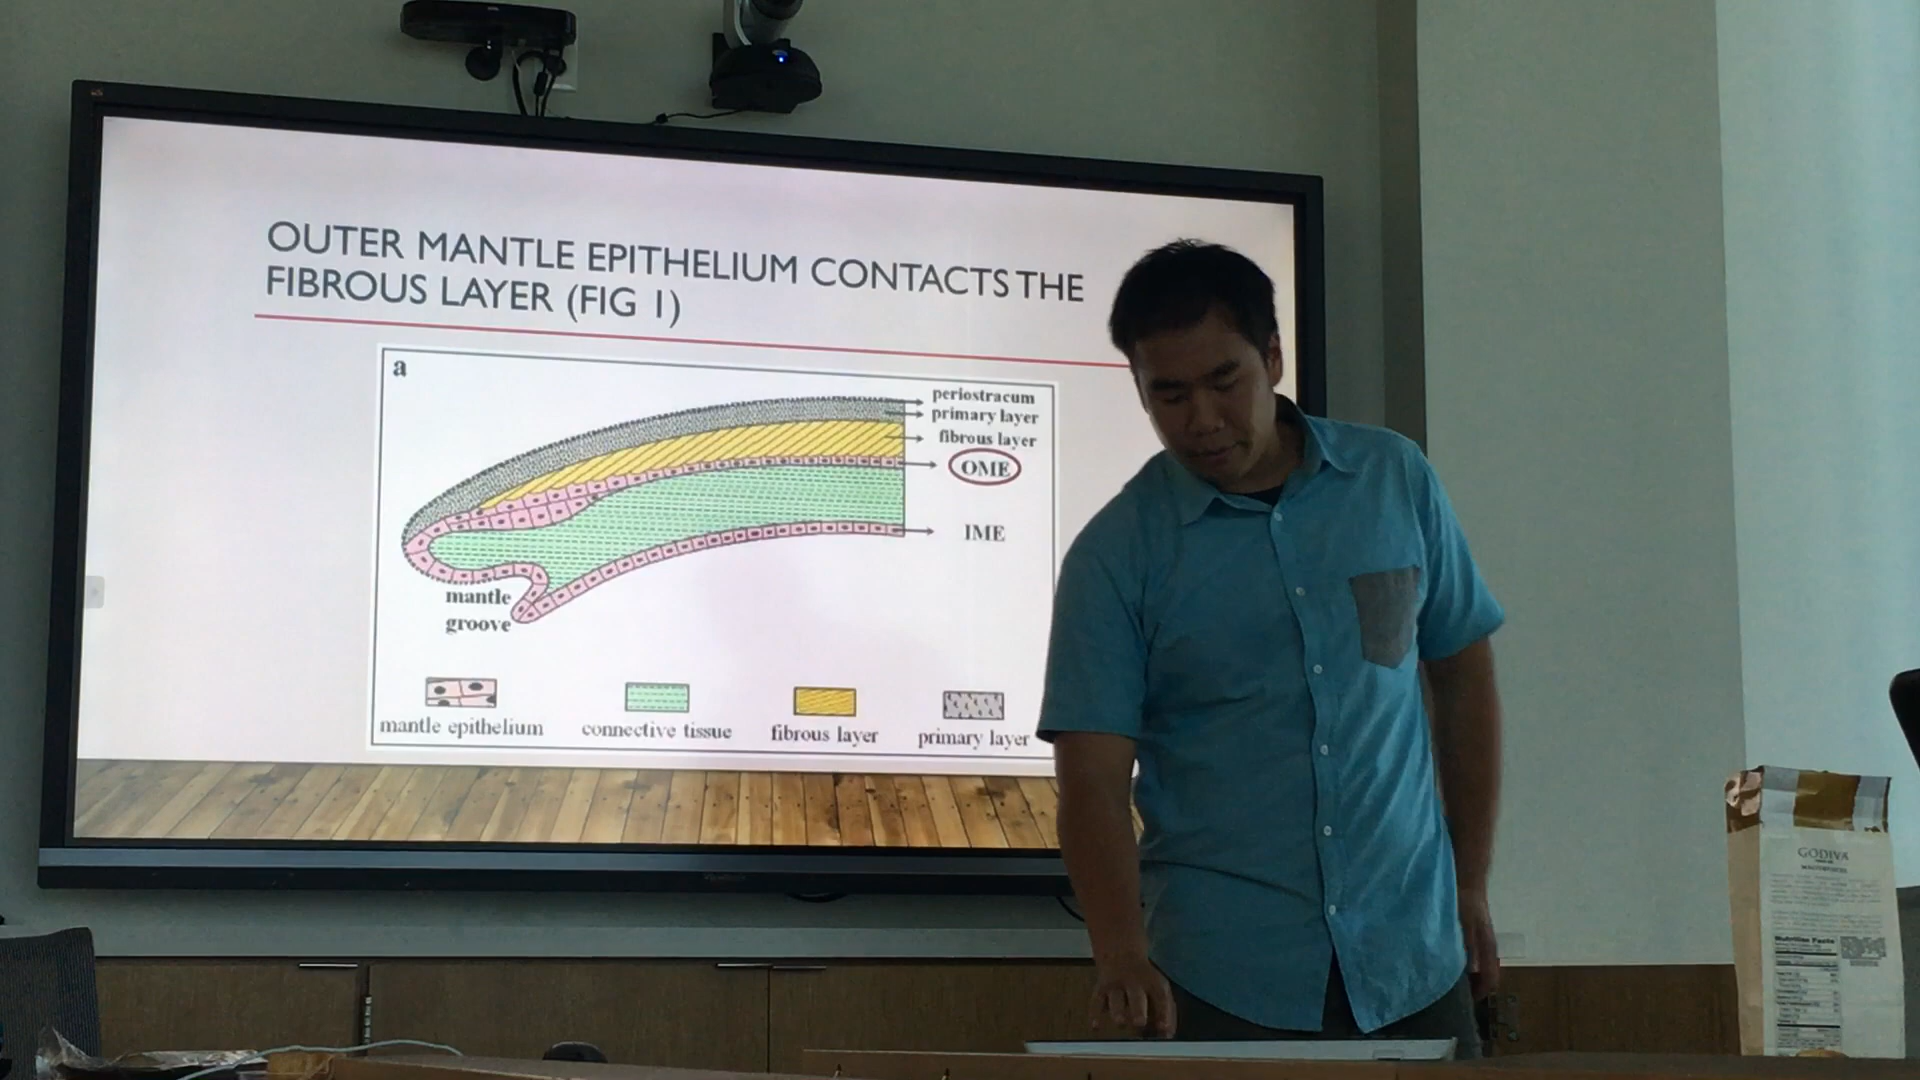 OUTER MANTLE EPITHELIUM CONTACTS THE
FIBROUS LAYER (FIG 1)
a
periostracum
primary layer
fibrous layer
OME
IME
mantle
groove
mantle epithelium
connective tissue
fibrous layer
primary layer
GODIVA
MASTERPIECES
Nutrition Facts